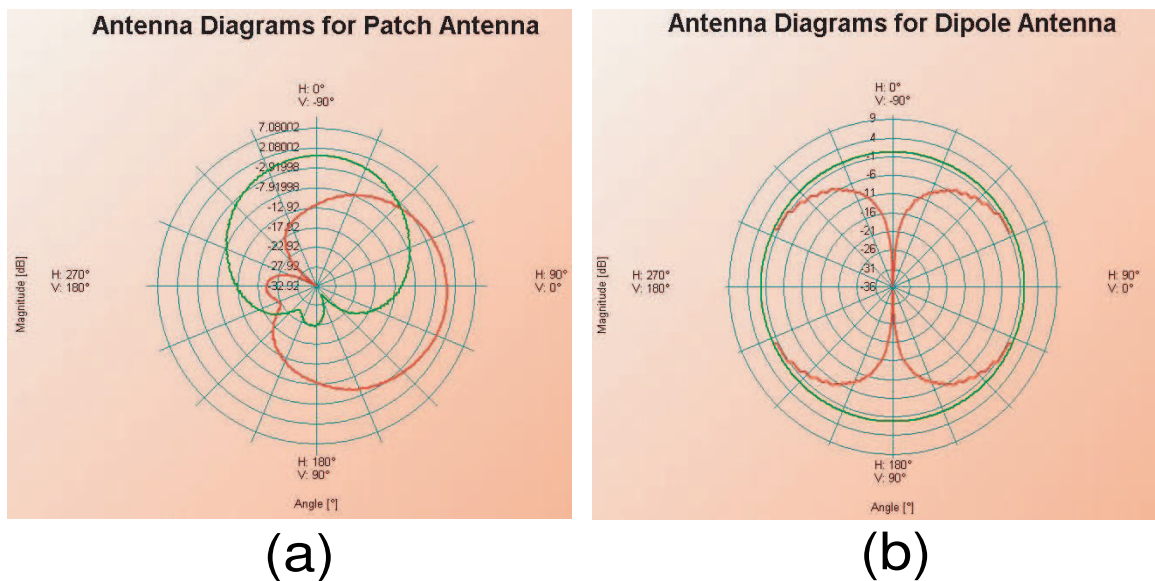 Antenna Diagrams for Patch Antenna
H: 0°
V: -90°
7.08002
2.08002
-2.91998
-7.91998
-12.92
-17.92
-22.92
-27.92
-32.92
H: 270°
V: 180°
H: 90°
V: 0°
Magnitude [dB]
H: 180°
V: 90°
Angle [°]
(a)
Antenna Diagrams for Dipole Antenna
H: 0°
V: -90°
9
4
-1
-6
-11
-16
-21
-26
-31
-36
H: 270°
V: 180°
H: 90°
V: 0°
Magnitude [dB]
H: 180°
V: 90°
Angle [°]
(b)